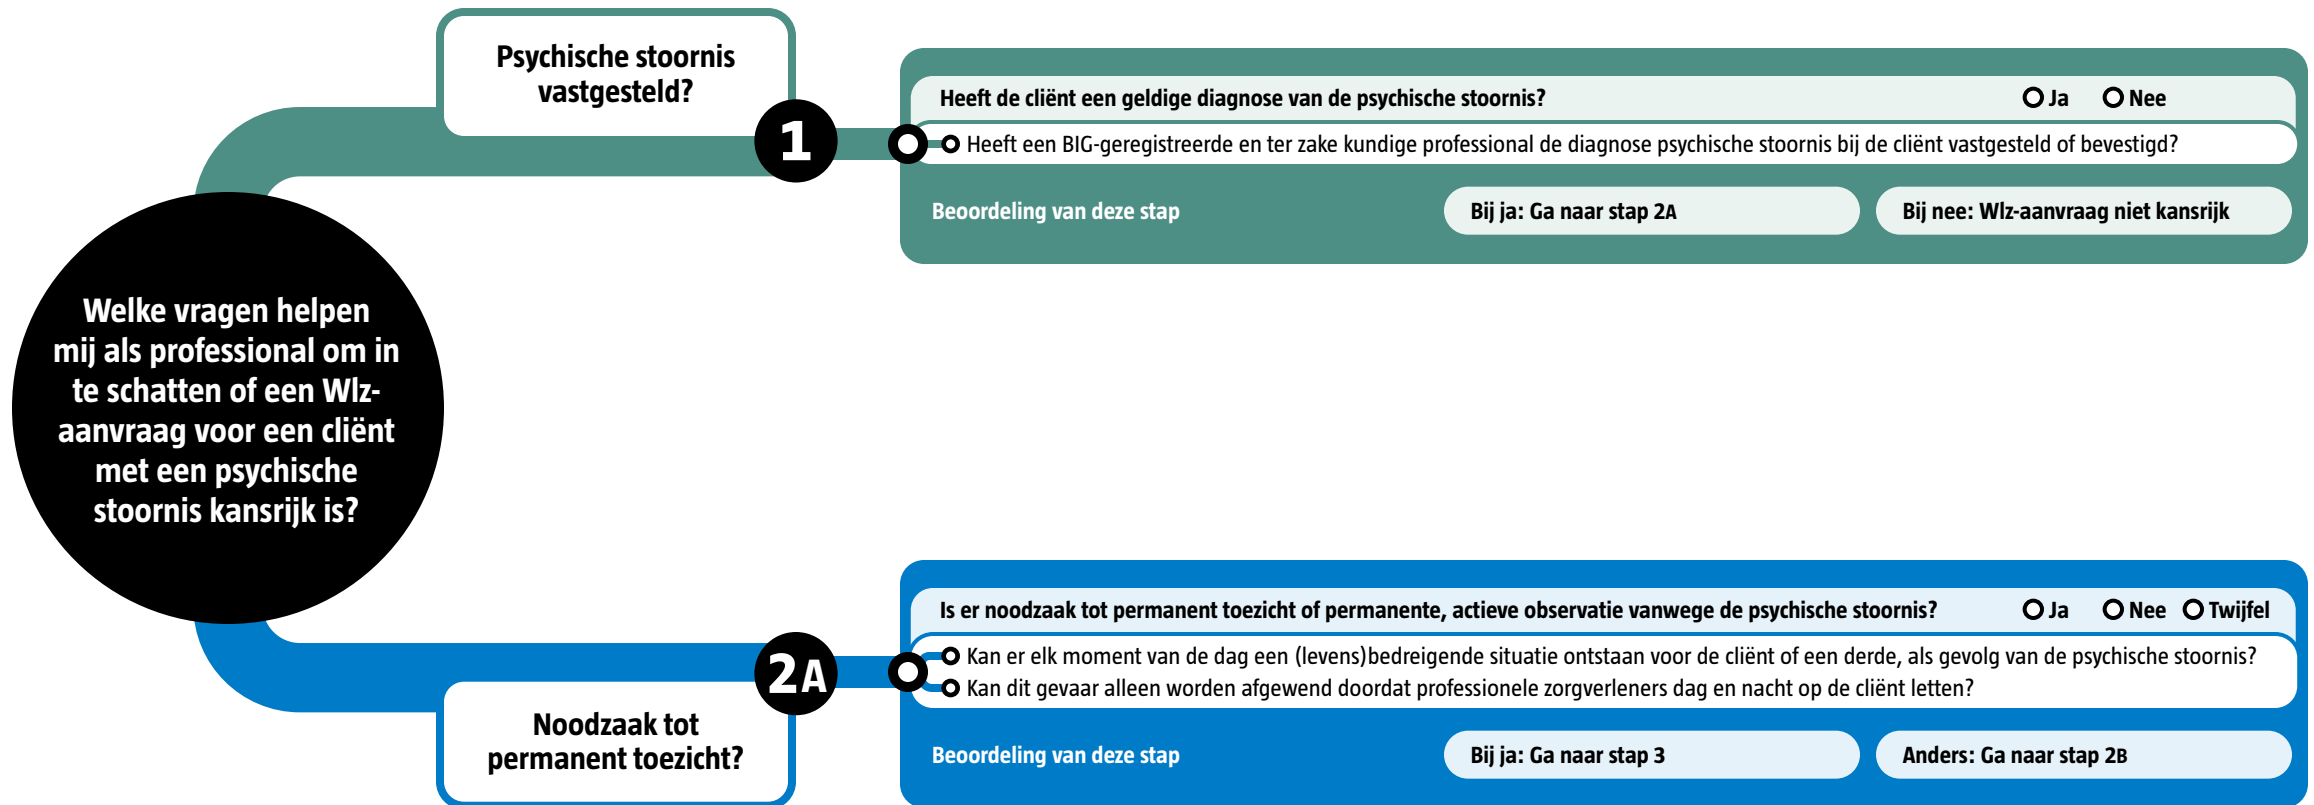 Welke vragen helpen
mij als professional om in
te schatten of een Wlz-
aanvraag voor een cliënt
met een psychische
stoornis kansrijk is?
Psychische stoornis
vastgesteld?
1
Heeft de cliënt een geldige diagnose van de psychische stoornis? Ja Nee
Heeft een BIG-geregistreerde en ter zake kundige professional de diagnose psychische stoornis bij de cliënt vastgesteld of bevestigd?
Beoordeling van deze stap Bij ja: Ga naar stap 2A Bij nee: Wlz-aanvraag niet kansrijk
Noodzaak tot
permanent toezicht?
2A
Is er noodzaak tot permanent toezicht of permanente, actieve observatie vanwege de psychische stoornis? Ja Nee Twijfel
Kan er elk moment van de dag een (levens)bedreigende situatie ontstaan voor de cliënt of een derde, als gevolg van de psychische stoornis?
Kan dit gevaar alleen worden afgewend doordat professionele zorgverleners dag en nacht op de cliënt letten?
Beoordeling van deze stap Bij ja: Ga naar stap 3 Anders: Ga naar stap 2B